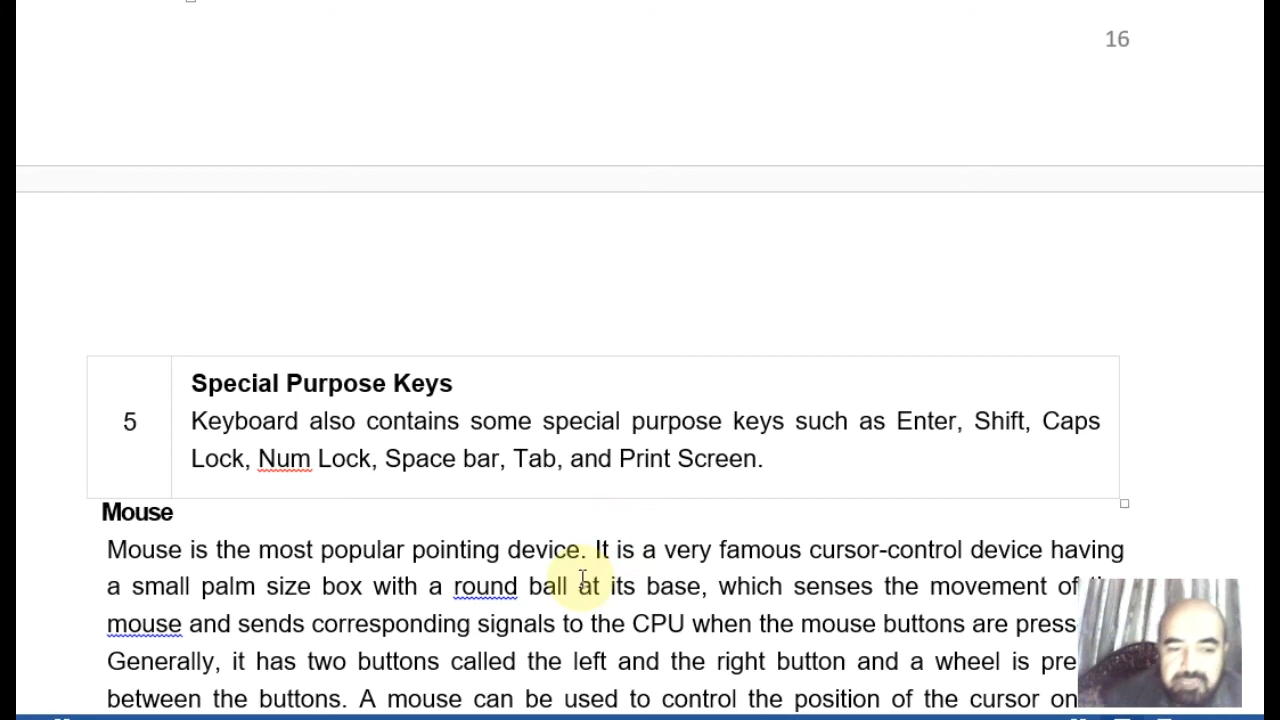 16
Special Purpose Keys
5
Keyboard also contains some special purpose keys such as Enter, Shift, Caps
Lock, Num Lock, Space bar, Tab, and Print Screen.
Mouse
Mouse is the most popular pointing device. It is a very famous cursor-control device having
a small palm size box with a round ball at its base, which senses the movement of
mouse and sends corresponding signals to the CPU when the mouse buttons are
Generally, it has two buttons called the left and the right button and a wheel is
between the buttons. A mouse can be used to control the position of the cursor on